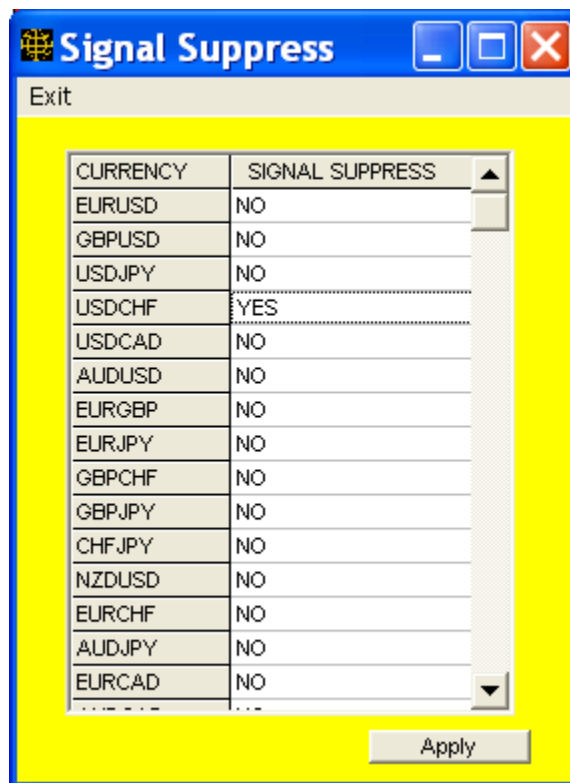 Signal Suppress
Exit
CURRENCY SIGNAL SUPPRESS
EURUSD NO
GBPUSD NO
USDJPY NO
USDCHF YES
USDCAD NO
AUDUSD NO
EURGBP NO
EURJPY NO
GBPCHF NO
GBPJPY NO
CHFJPY NO
NZDUSD NO
EURCHF NO
AUDJPY NO
EURCAD NO
Apply